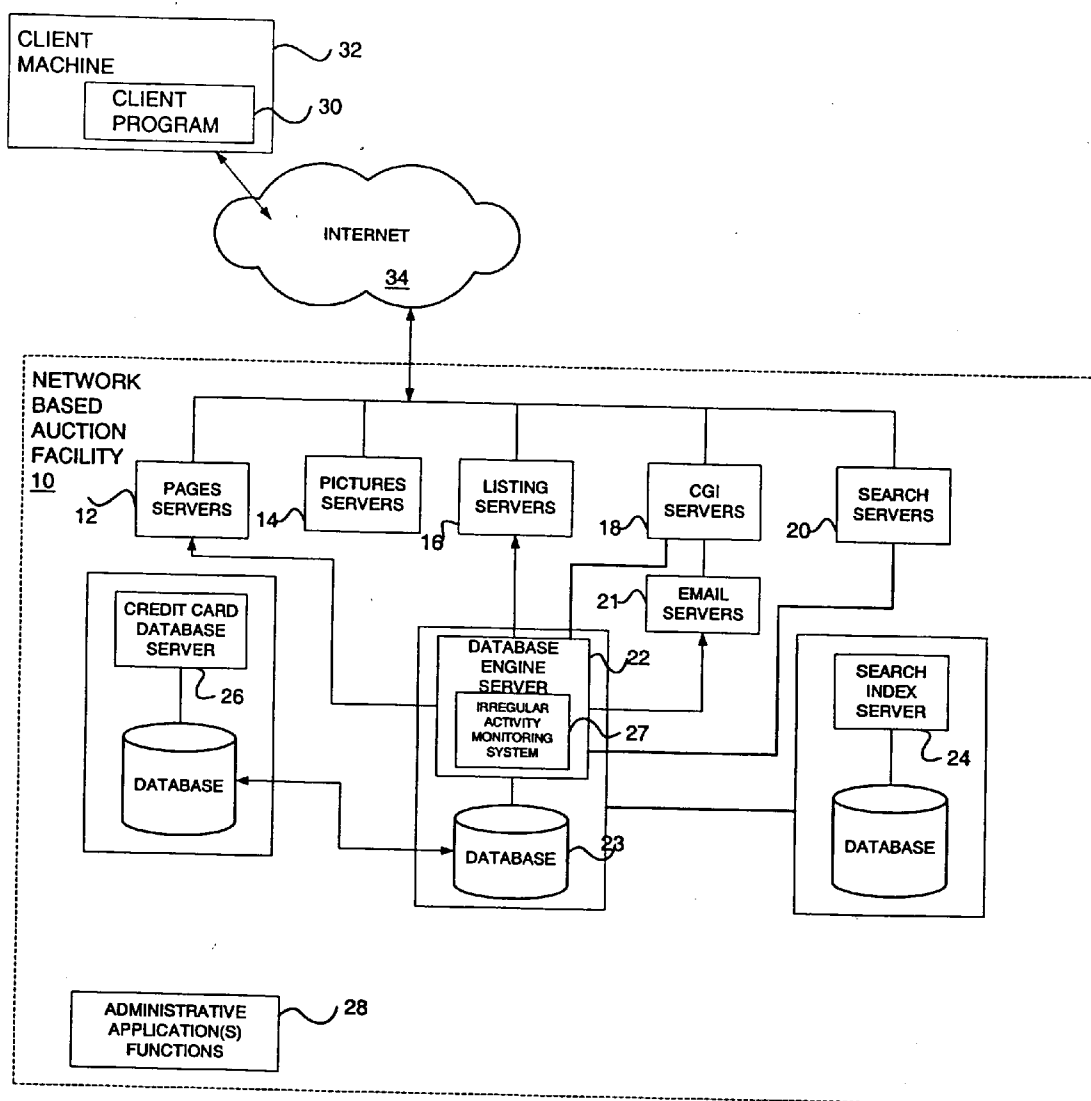 CLIENT
MACHINE
32
CLIENT
PROGRAM
30
INTERNET
34
NETWORK
BASED
AUCTION
FACILITY
10
PAGES
SERVERS
12
PICTURES
SERVERS
14
LISTING
SERVERS
16
CGI
SERVERS
18
SEARCH
SERVERS
20
EMAIL
SERVERS
21
CREDIT CARD
DATABASE
SERVER
26
DATABASE
DATABASE
ENGINE
SERVER
22
IRREGULAR
ACTIVITY
MONITORING
SYSTEM
27
DATABASE
23
SEARCH
INDEX
SERVER
24
DATABASE
ADMINISTRATIVE
APPLICATION(S)
FUNCTIONS
28